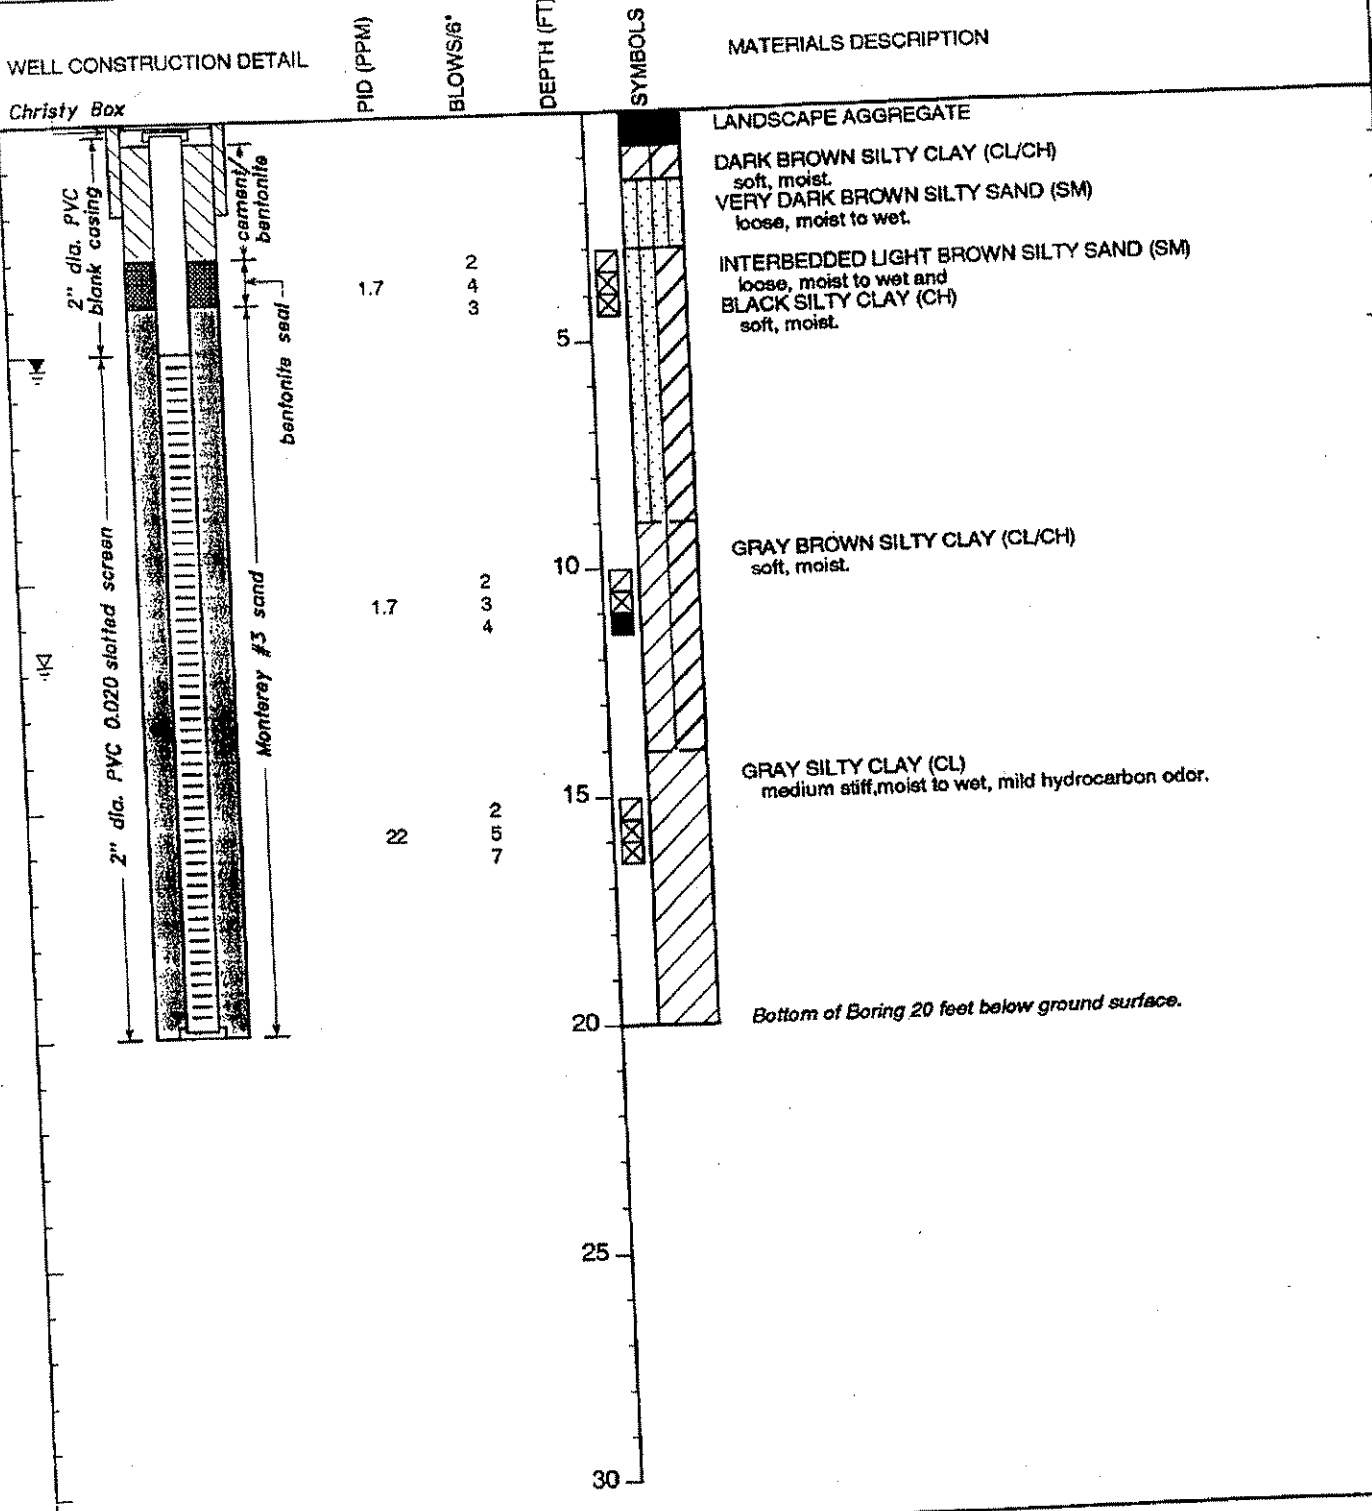 WELL CONSTRUCTION DETAIL
PID (PPM)
BLOWS/6"
DEPTH (FT)
SYMBOLS
MATERIALS DESCRIPTION
Christy Box
2" dia. PVC
blank casing
cement/
bentonite
bentonite seal
2" dia. PVC 0.020 slotted screen
Monterey #3 sand
LANDSCAPE AGGREGATE
DARK BROWN SILTY CLAY (CL/CH)
soft, moist.
VERY DARK BROWN SILTY SAND (SM)
loose, moist to wet.
INTERBEDDED LIGHT BROWN SILTY SAND (SM)
loose, moist to wet and
BLACK SILTY CLAY (CH)
soft, moist.
2
1.7 4
3
5
GRAY BROWN SILTY CLAY (CL/CH)
soft, moist.
10
2
1.7 3
4
GRAY SILTY CLAY (CL)
medium stiff,moist to wet, mild hydrocarbon odor.
15
2
22 5
7
Bottom of Boring 20 feet below ground surface.
20
25
30